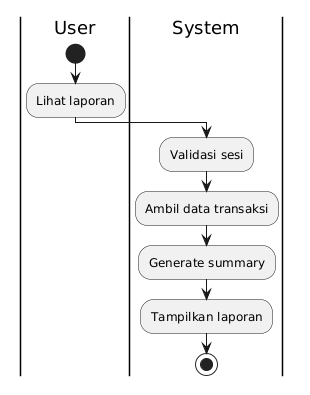 User
System
Lihat laporan
Validasi sesi
Ambil data transaksi
Generate summary
Tampilkan laporan